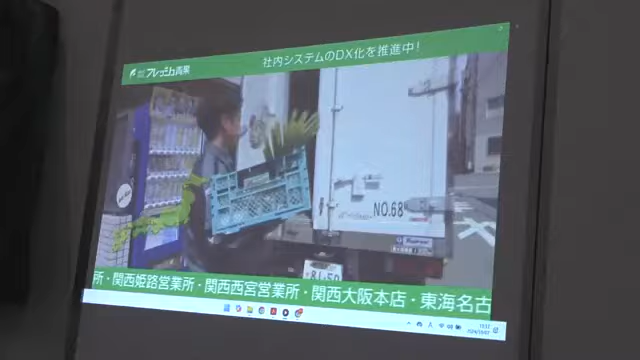 フレッシュ青果
社内システムのDX化を推進中!
NO.68
81-50
所・関西姫路営業所・関西西宮営業所・関西大阪本店・東海名古